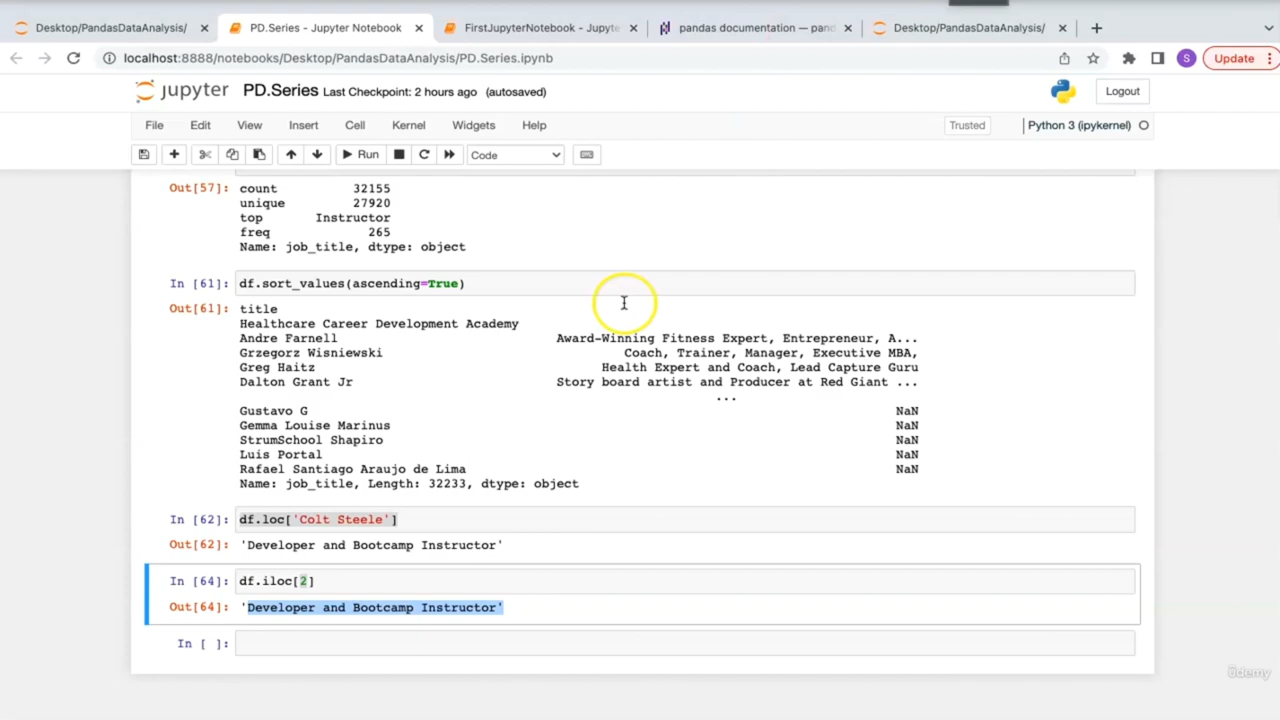 Desktop/PandasDataAnalysis/
PD.Series - Jupyter Notebook
FirstJupyterNotebook - Jupyte
pandas documentation — pand
Desktop/PandasDataAnalysis/
localhost:8888/notebooks/Desktop/PandasDataAnalysis/PD.Series.ipynb
S
Update
jupyter PD.Series Last Checkpoint: 2 hours ago (autosaved)
Logout
File Edit View Insert Cell Kernel Widgets Help
Trusted
Python 3 (ipykernel)
Run
Code
Out[57]: count 32155
unique 27920
top Instructor
freq 265
Name: job_title, dtype: object
In [61]: df.sort_values(ascending=True)
Out[61]: title
Healthcare Career Development Academy
Andre Farnell Award-Winning Fitness Expert, Entrepreneur, A...
Grzegorz Wisniewski Coach, Trainer, Manager, Executive MBA,
Greg Haitz Health Expert and Coach, Lead Capture Guru
Dalton Grant Jr Story board artist and Producer at Red Giant ...
...
Gustavo G NaN
Gemma Louise Marinus NaN
StrumSchool Shapiro NaN
Luis Portal NaN
Rafael Santiago Araujo de Lima NaN
Name: job_title, Length: 32233, dtype: object
In [62]: df.loc['Colt Steele']
Out[62]: 'Developer and Bootcamp Instructor'
In [64]: df.iloc[2]
Out[64]: 'Developer and Bootcamp Instructor'
In [ ]:
ûdemy